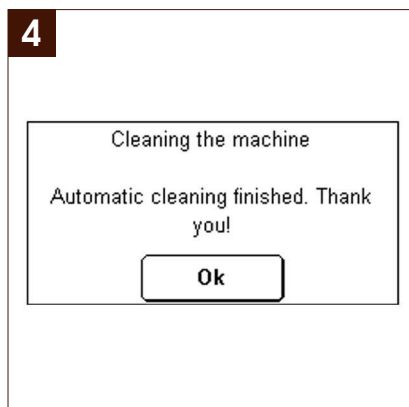 4
Cleaning the machine
Automatic cleaning finished. Thank
you!
Ok